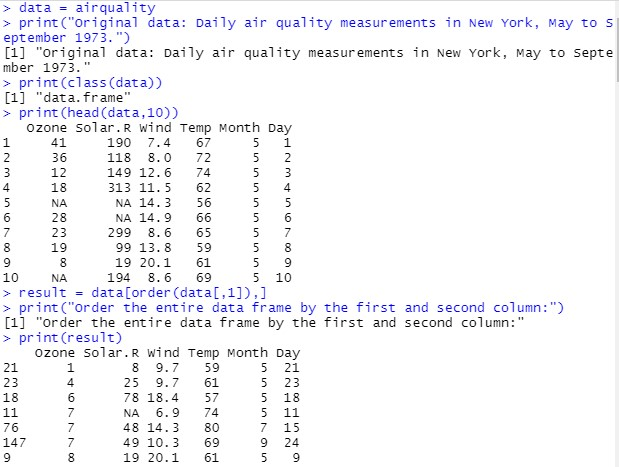 > data = airquality
> print("Original data: Daily air quality measurements in New York, May to S
eptember 1973.")
[1] "Original data: Daily air quality measurements in New York, May to Septe
mber 1973."
> print(class(data))
[1] "data.frame"
> print(head(data,10))
   Ozone Solar.R Wind Temp Month Day
1     41     190  7.4   67     5   1
2     36     118  8.0   72     5   2
3     12     149 12.6   74     5   3
4     18     313 11.5   62     5   4
5     NA      NA 14.3   56     5   5
6     28      NA 14.9   66     5   6
7     23     299  8.6   65     5   7
8     19      99 13.8   59     5   8
9      8      19 20.1   61     5   9
10    NA     194  8.6   69     5  10
> result = data[order(data[,1]),]
> print("Order the entire data frame by the first and second column:")
[1] "Order the entire data frame by the first and second column:"
> print(result)
    Ozone Solar.R Wind Temp Month Day
21      1       8  9.7   59     5  21
23      4      25  9.7   61     5  23
18      6      78 18.4   57     5  18
11      7      NA  6.9   74     5  11
76      7      48 14.3   80     7  15
147     7      49 10.3   69     9  24
9       8      19 20.1   61     5   9